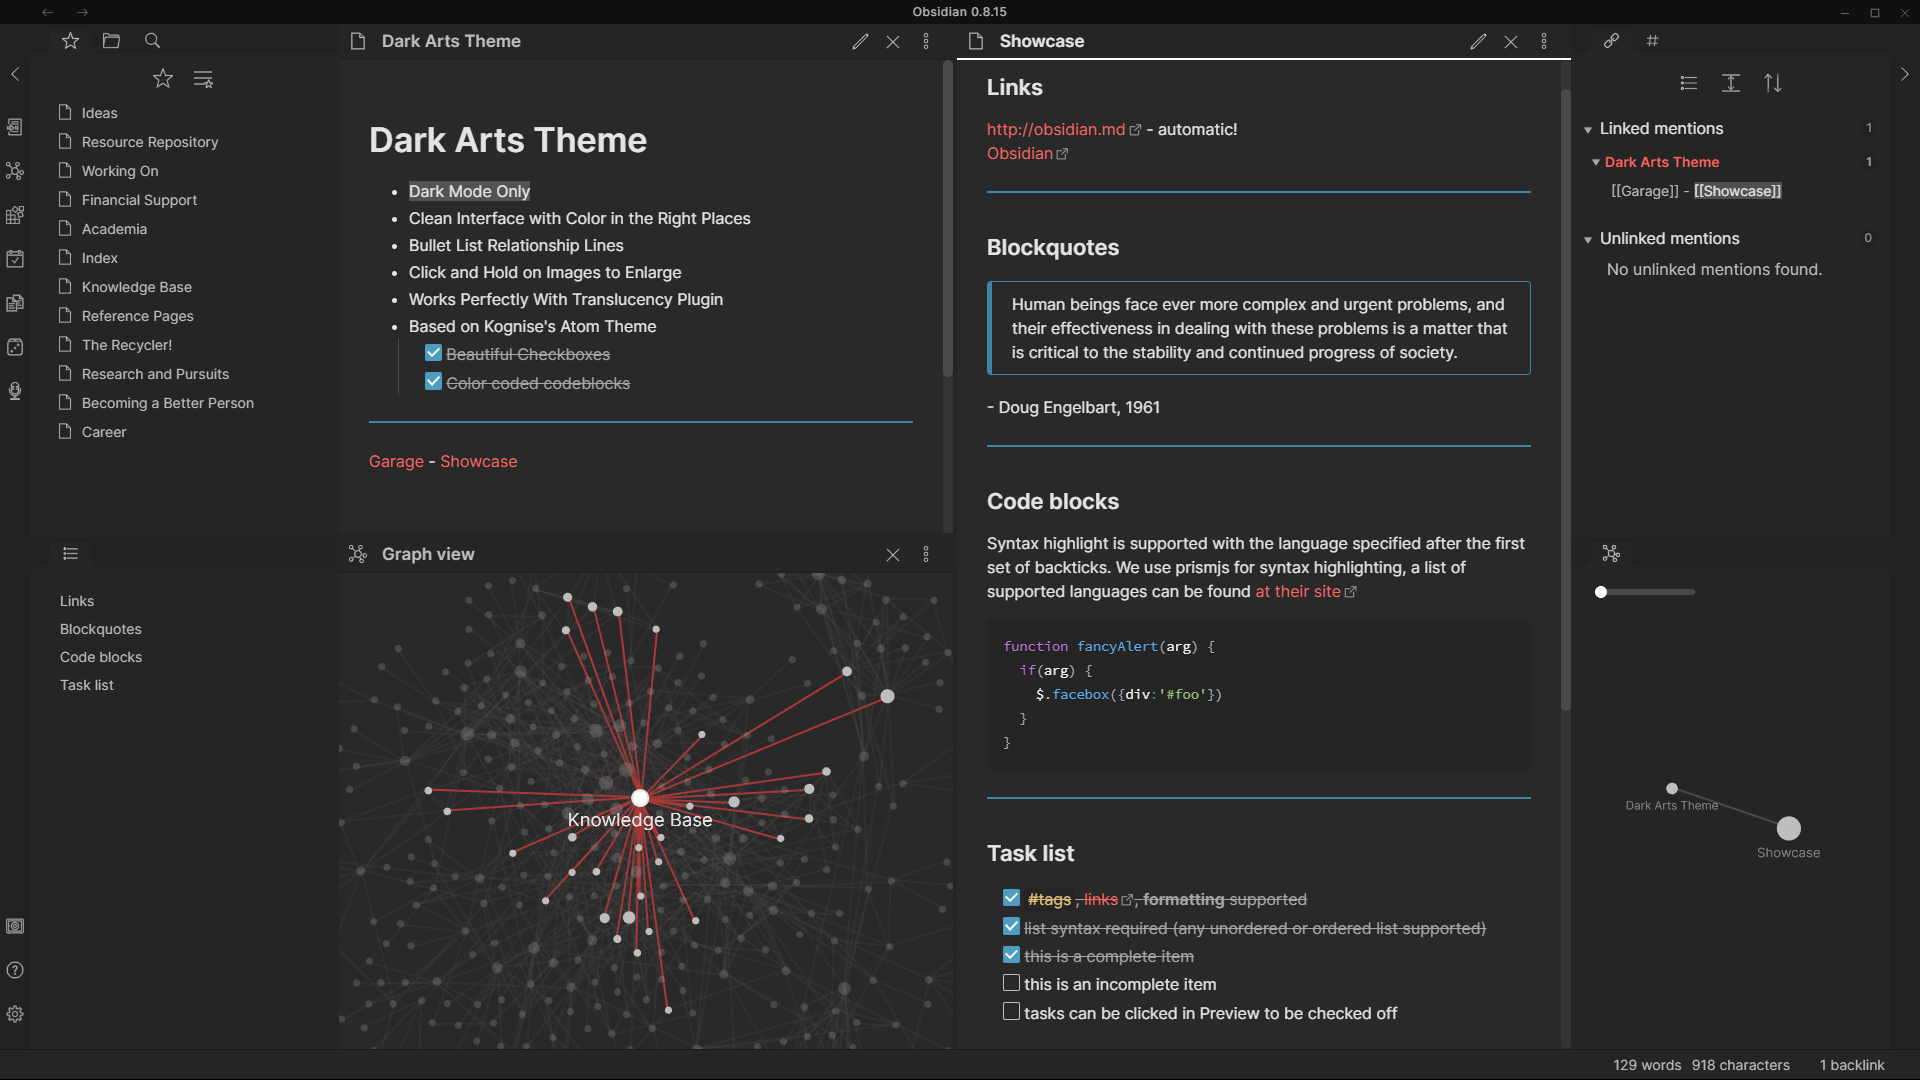 Obsidian 0.8.15
Ideas
Resource Repository
Working On
Financial Support
Academia
Index
Knowledge Base
Reference Pages
The Recycler!
Research and Pursuits
Becoming a Better Person
Career
Links
Blockquotes
Code blocks
Task list
Dark Arts Theme
Dark Arts Theme
Dark Mode Only
Clean Interface with Color in the Right Places
Bullet List Relationship Lines
Click and Hold on Images to Enlarge
Works Perfectly With Translucency Plugin
Based on Kognise's Atom Theme
Beautiful Checkboxes
Color coded codeblocks
Garage - Showcase
Graph view
Knowledge Base
Showcase
Links
http://obsidian.md - automatic!
Obsidian
Blockquotes
Human beings face ever more complex and urgent problems, and
their effectiveness in dealing with these problems is a matter that
is critical to the stability and continued progress of society.
- Doug Engelbart, 1961
Code blocks
Syntax highlight is supported with the language specified after the first
set of backticks. We use prismjs for syntax highlighting, a list of
supported languages can be found at their site
function fancyAlert(arg) {
if(arg) {
$.facebox({div:'#foo'})
}
}
Task list
#tags , links, formatting supported
list syntax required (any unordered or ordered list supported)
this is a complete item
this is an incomplete item
tasks can be clicked in Preview to be checked off
Linked mentions 1
Dark Arts Theme 1
[[Garage]] - [[Showcase]]
Unlinked mentions 0
No unlinked mentions found.
Dark Arts Theme
Showcase
129 words 918 characters 1 backlink